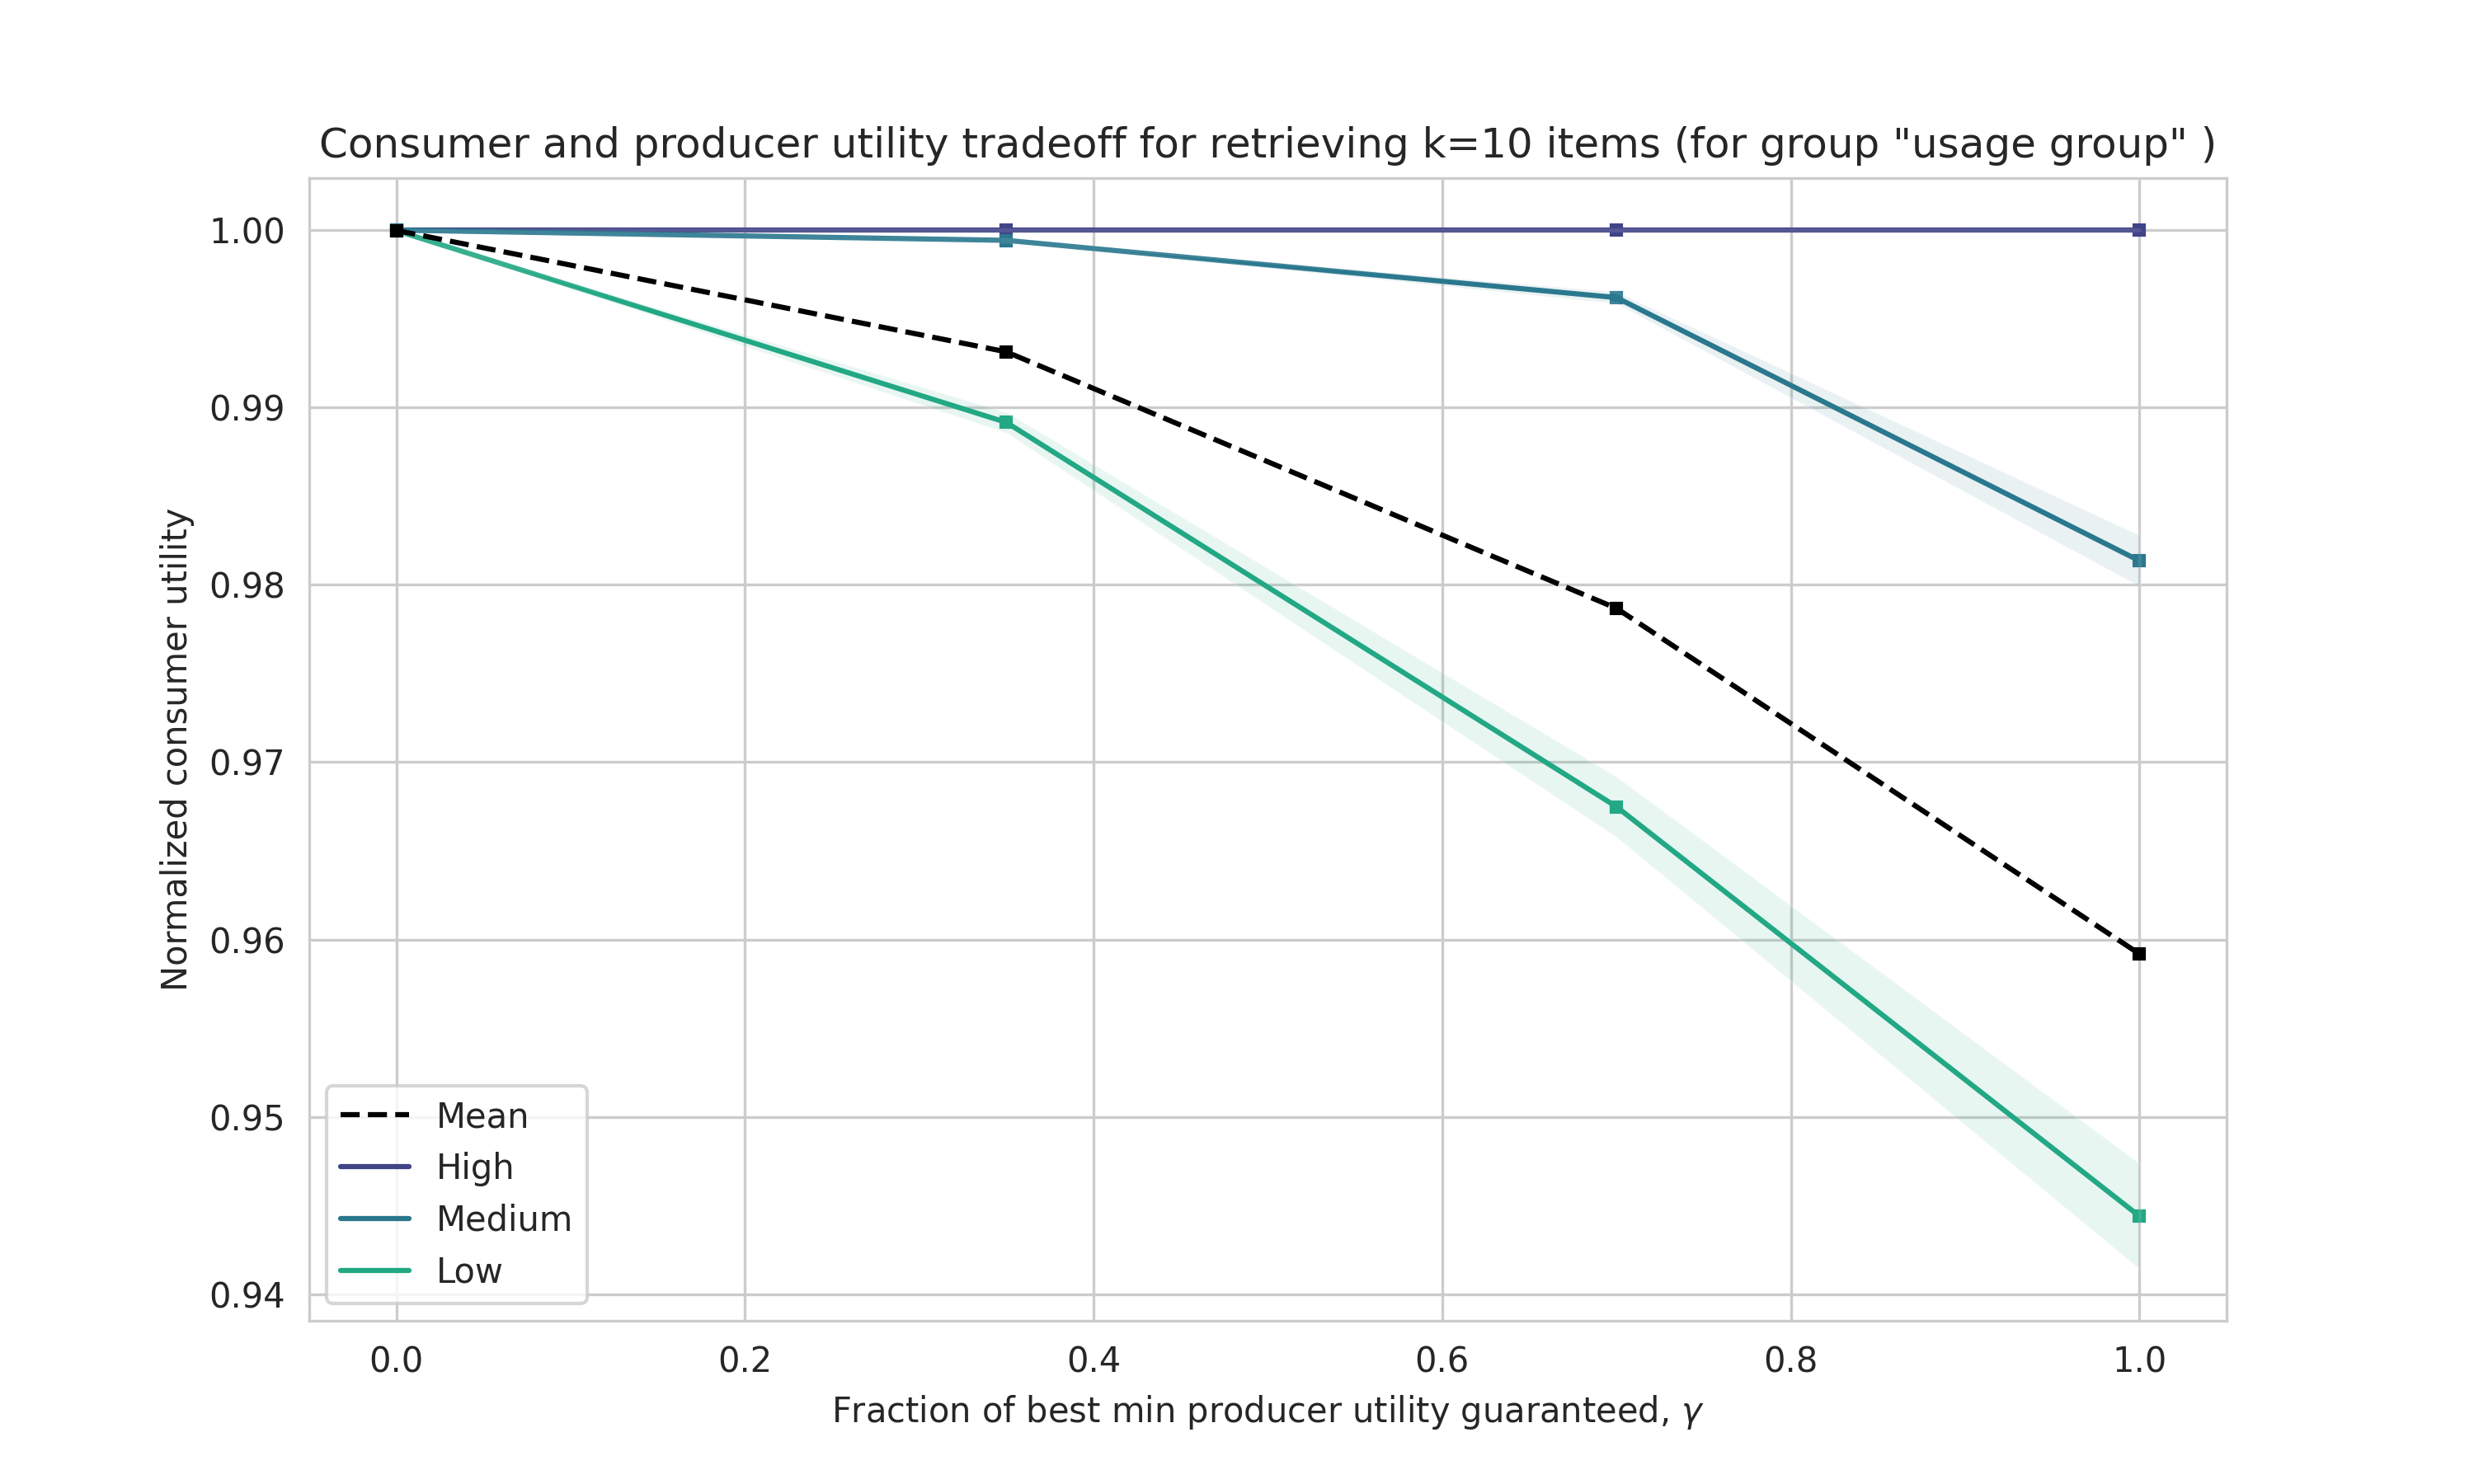 Consumer and producer utility tradeoff for retrieving k=10 items (for group "usage group" )
Normalized consumer utility
1.00
0.99
0.98
0.97
0.96
0.95
0.94
Mean
High
Medium
Low
0.0 0.2 0.4 0.6 0.8 1.0
Fraction of best min producer utility guaranteed, γ